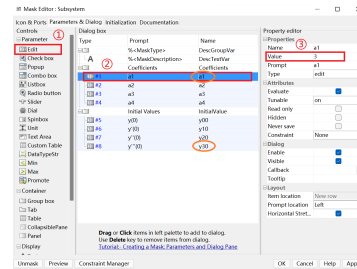 Mask Editor: Subsystem
Icon & Ports Parameters & Dialog Initialization Documentation
Controls
Dialog box
Property editor
Parameter
Edit
Check box
Popup
Combo box
Listbox
Radio button
Slider
Dial
Spinbox
Unit
Text Area
Custom Table
DataTypeStr
Min
Max
Promote
Container
Group box
Tab
Table
CollapsiblePanel
Panel
Display
①
②
③
Type Prompt Name
%<MaskType> DescGroupVar
A %<MaskDescription> DescTextVar
Coefficients Coefficients
#1 a1 a1
#2 a2 a2
#3 a3 a3
#4 a4 a4
Initial Values InitialValue
#5 y(0) y00
#6 y'(0) y10
#7 y''(0) y20
#8 y'''(0) y30
Drag or Click items in left palette to add to dialog.
Use Delete key to remove items from dialog.
Tutorial: Creating a Mask: Parameters and Dialog Pane
Properties
Name a1
Value 3
Prompt a1
Type edit
Attributes
Evaluate
Tunable on
Read only
Hidden
Never save
Constraint None
Dialog
Enable
Visible
Callback
Tooltip
Layout
Item location New row
Prompt location Left
Horizontal Stret...
Unmask Preview Constraint Manager
OK Cancel Help App